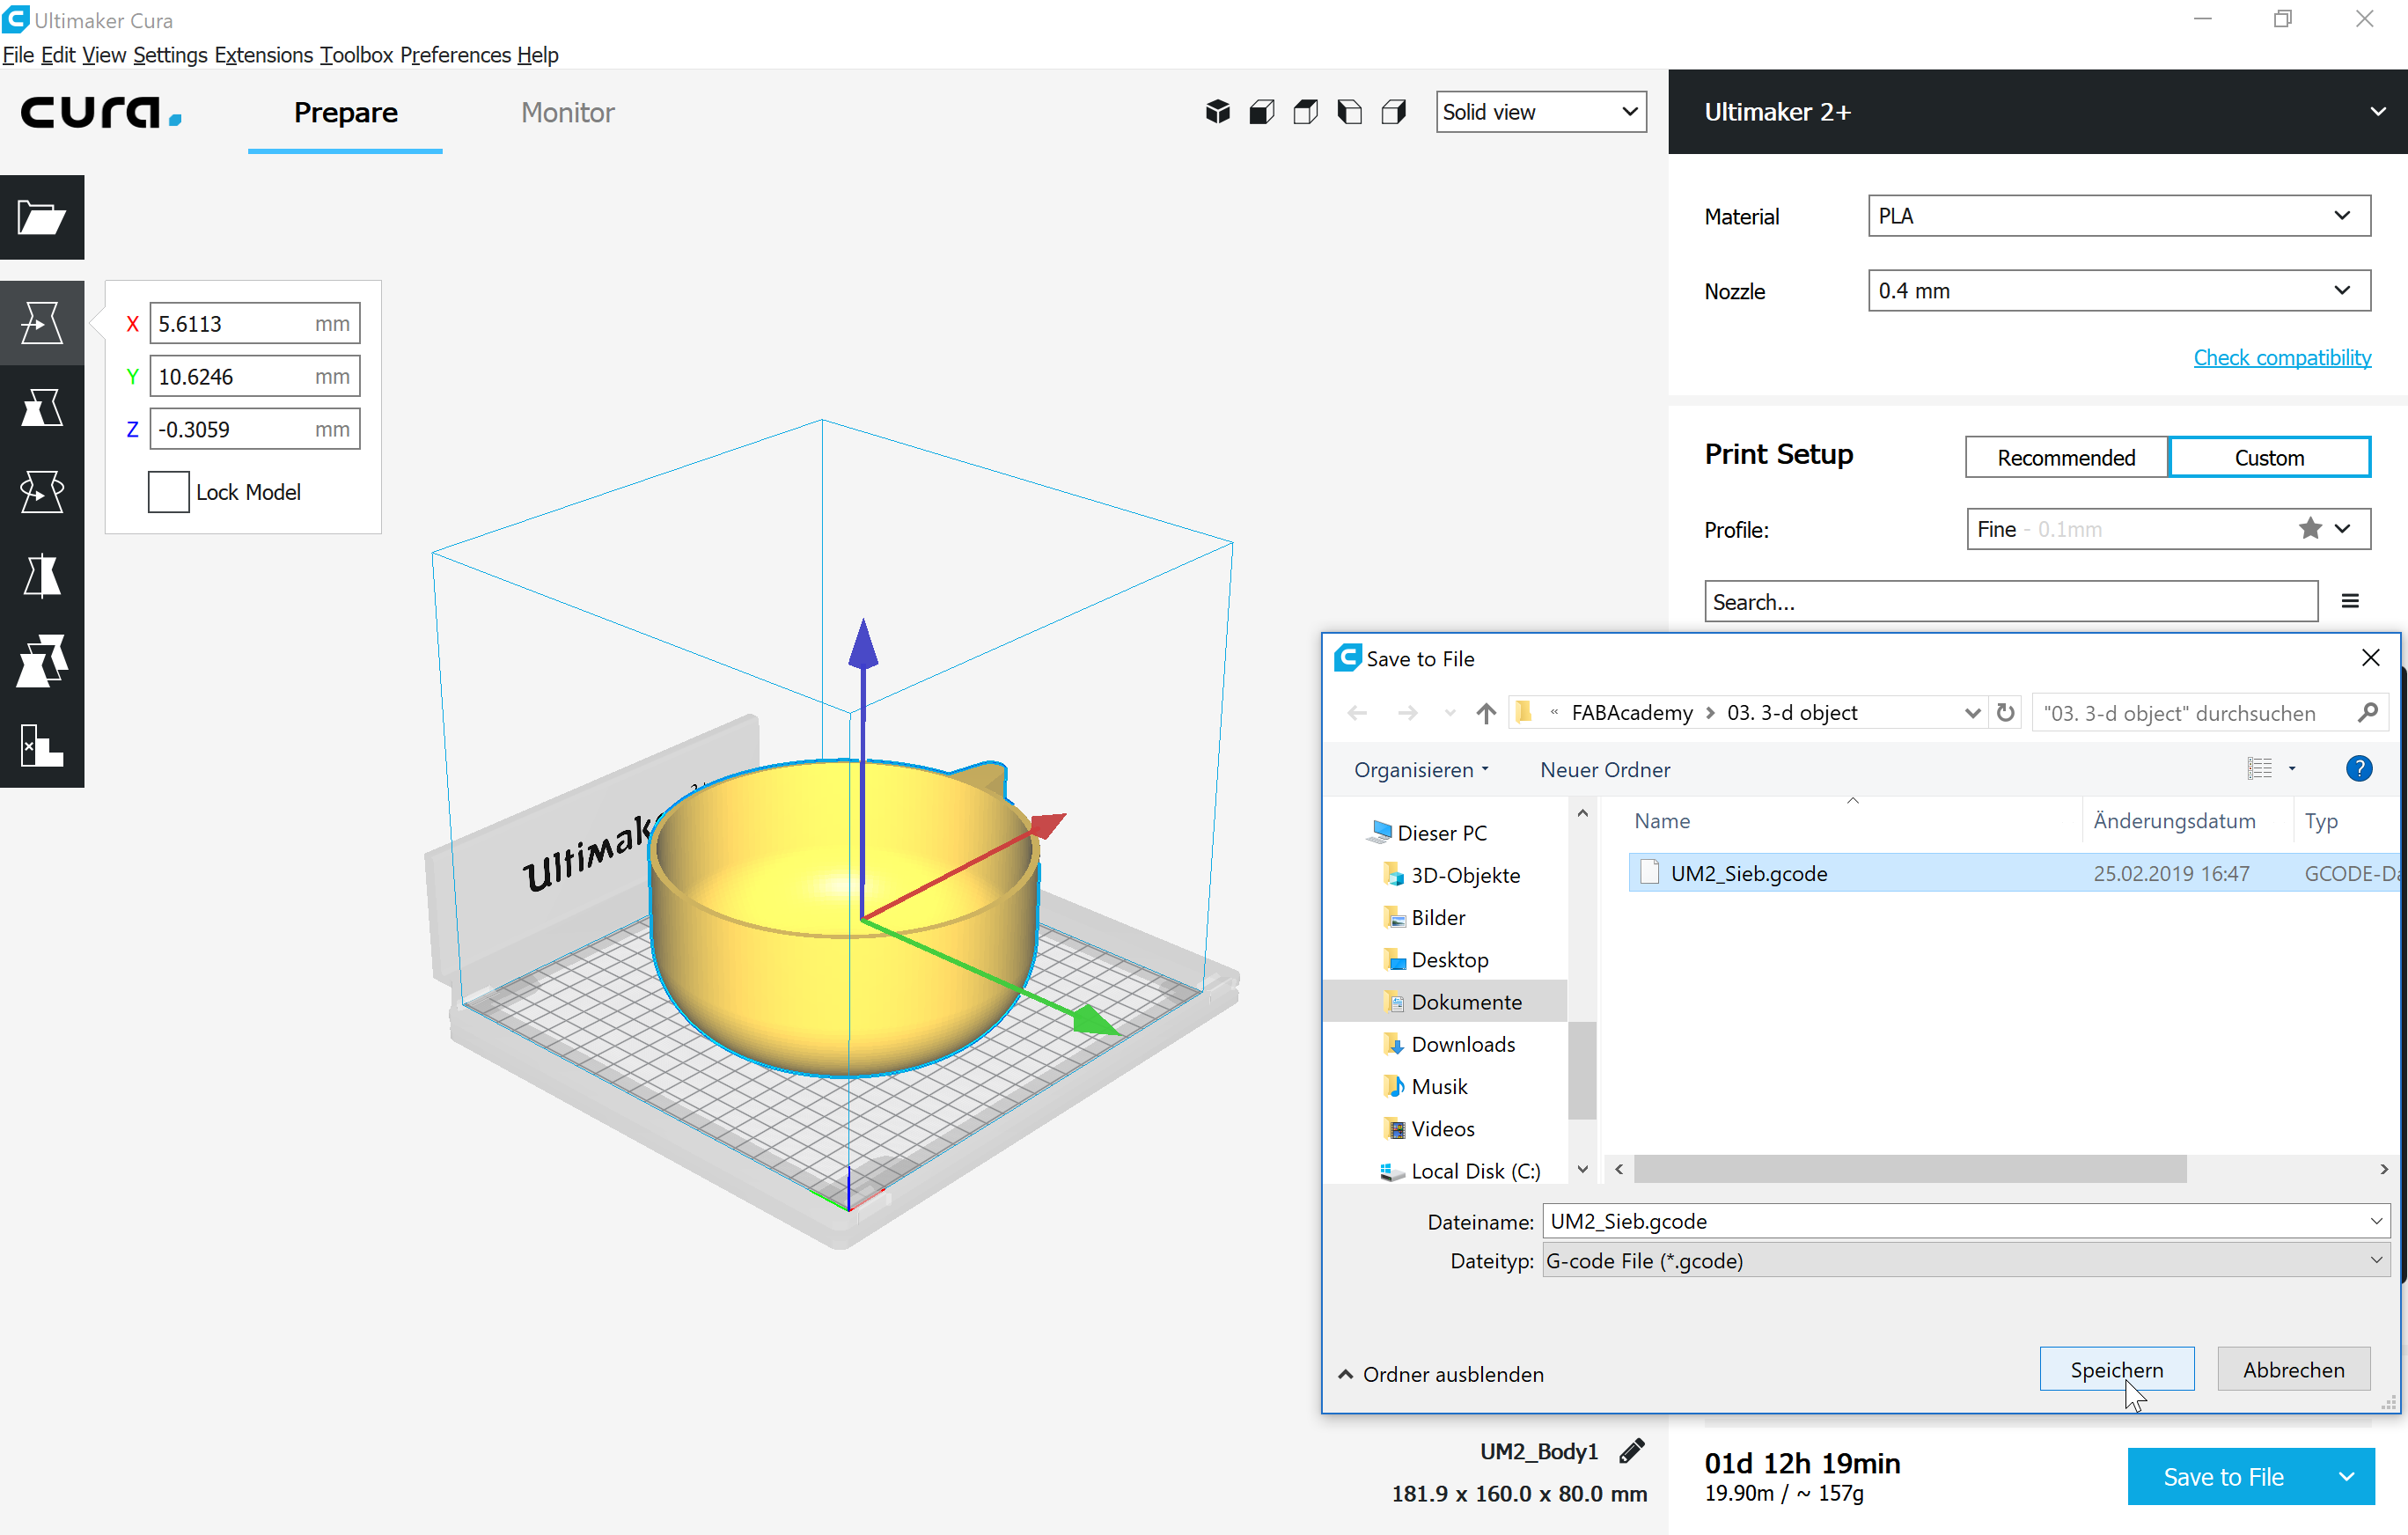 Ultimaker Cura
File Edit View Settings Extensions Toolbox Preferences Help
cura.
Prepare
Monitor
Solid view
Ultimaker 2+
X 5.6113 mm
Y 10.6246 mm
Z -0.3059 mm
Lock Model
Material PLA
Nozzle 0.4 mm
Check compatibility
Print Setup Recommended Custom
Profile: Fine - 0.1mm
Search...
Save to File
« FABAcademy > 03. 3-d object
"03. 3-d object" durchsuchen
Organisieren Neuer Ordner
?
Dieser PC
3D-Objekte
Bilder
Desktop
Dokumente
Downloads
Musik
Videos
Local Disk (C:)
Name Änderungsdatum Typ
UM2_Sieb.gcode 25.02.2019 16:47 GCODE-Da
Dateiname: UM2_Sieb.gcode
Dateityp: G-code File (*.gcode)
Ordner ausblenden
Speichern Abbrechen
UM2_Body1
181.9 x 160.0 x 80.0 mm
01d 12h 19min
19.90m / ~ 157g
Save to File